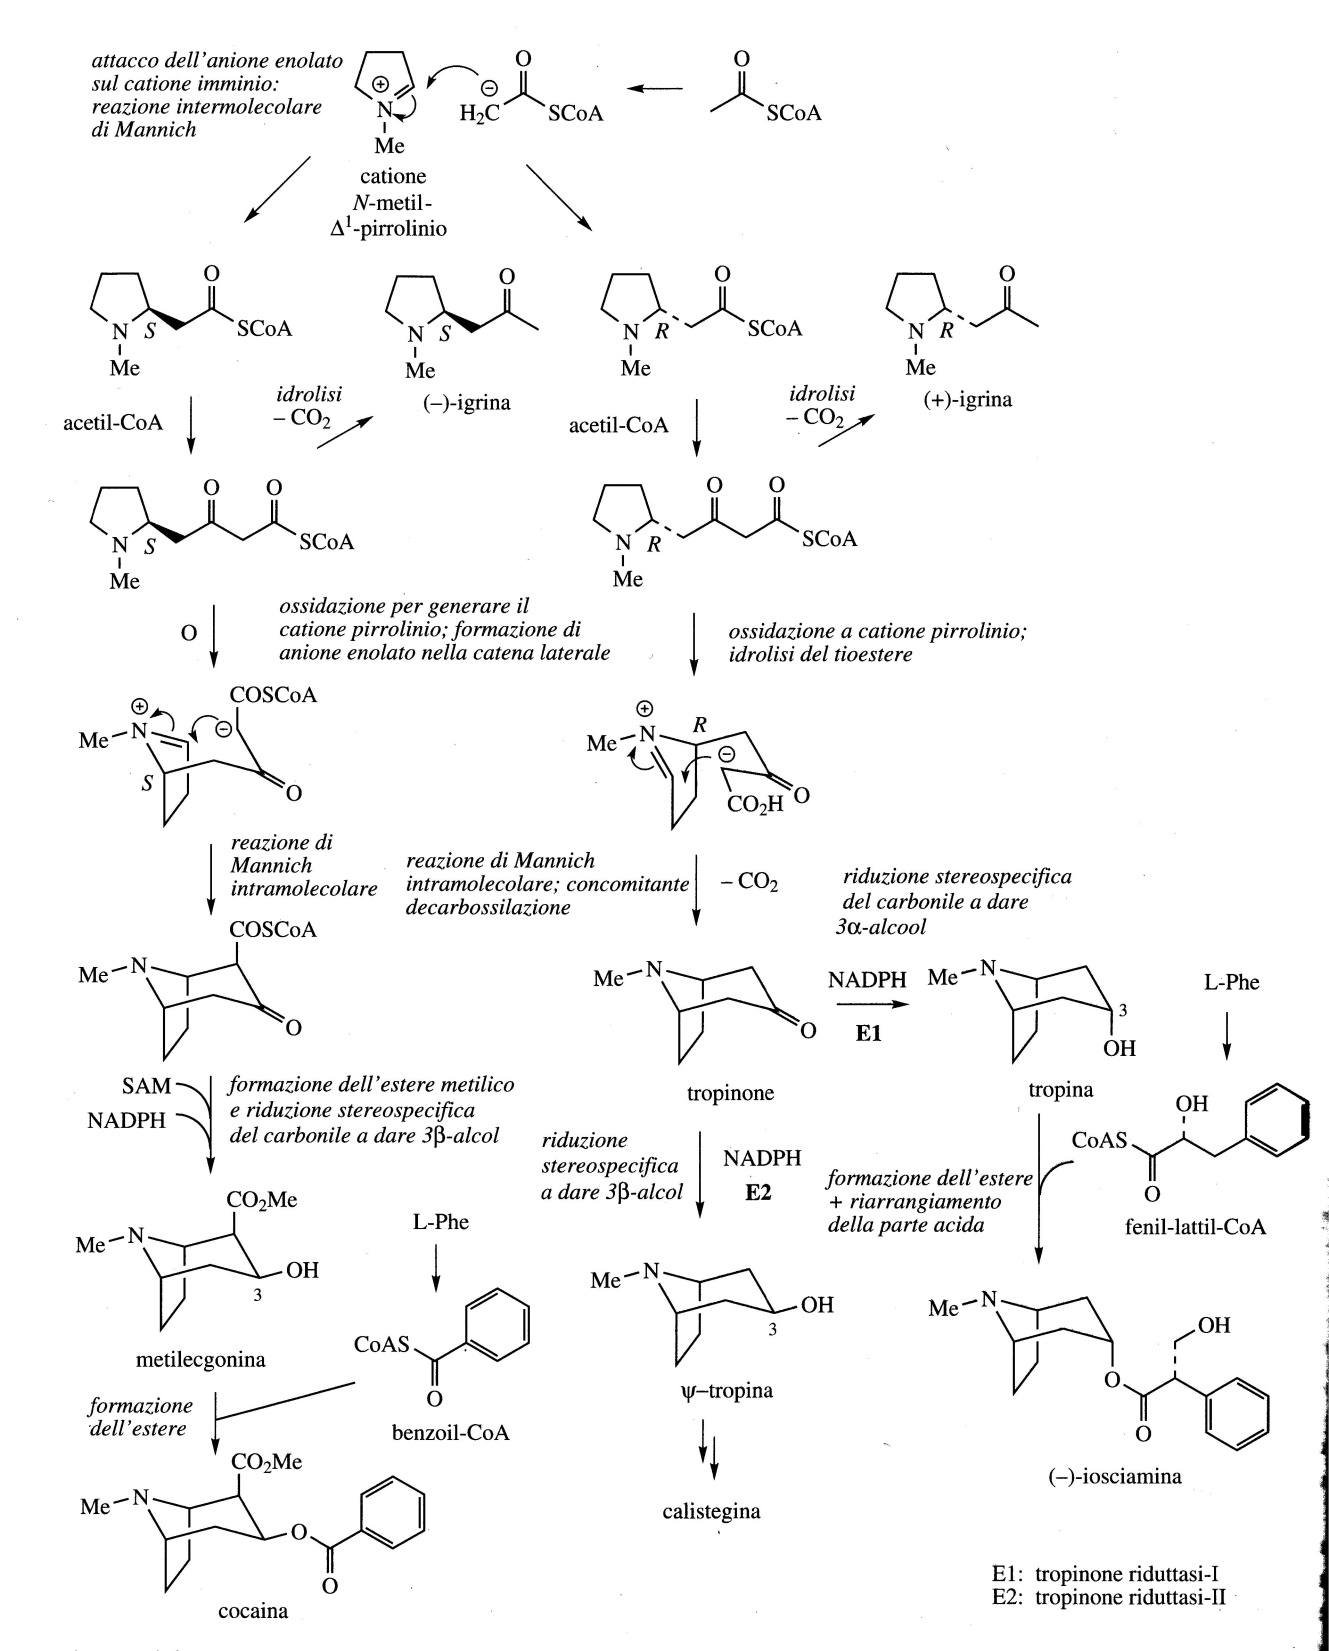 attacco dell'anione enolato
sul catione imminio:
reazione intermolecolare
di Mannich
⊕
N
Me
⊖
H₂C
O
SCoA
O
SCoA
catione
N-metil-
Δ¹-pirrolinio
O
N
S
SCoA
Me
O
N
S
Me
(–)-igrina
O
N
R
SCoA
Me
O
N
R
Me
(+)-igrina
acetil-CoA
idrolisi
– CO₂
acetil-CoA
idrolisi
– CO₂
O
O
N
S
SCoA
Me
O
O
N
R
SCoA
Me
O
ossidazione per generare il
catione pirrolinio; formazione di
anione enolato nella catena laterale
ossidazione a catione pirrolinio;
idrolisi del tioestere
⊕
COSCoA
Me
N
⊖
S
O
⊕
Me
N
R
⊖
CO₂H
O
reazione di
Mannich
intramolecolare
reazione di Mannich
intramolecolare; concomitante
decarbossilazione
– CO₂
riduzione stereospecifica
del carbonile a dare
3α-alcool
COSCoA
Me
N
O
Me
N
O
tropinone
NADPH
E1
Me
N
3
OH
tropina
L-Phe
SAM
NADPH
formazione dell'estere metilico
e riduzione stereospecifica
del carbonile a dare 3β-alcol
riduzione
stereospecifica
a dare 3β-alcol
NADPH
E2
OH
CoAS
O
fenil-lattil-CoA
formazione dell'estere
+ riarrangiamento
della parte acida
CO₂Me
Me
N
OH
3
metilecgonina
L-Phe
CoAS
O
benzoil-CoA
Me
N
OH
3
ψ–tropina
calistegina
Me
N
OH
O
O
(–)-iosciamina
formazione
dell'estere
CO₂Me
Me
N
O
O
cocaina
E1: tropinone riduttasi-I
E2: tropinone riduttasi-II